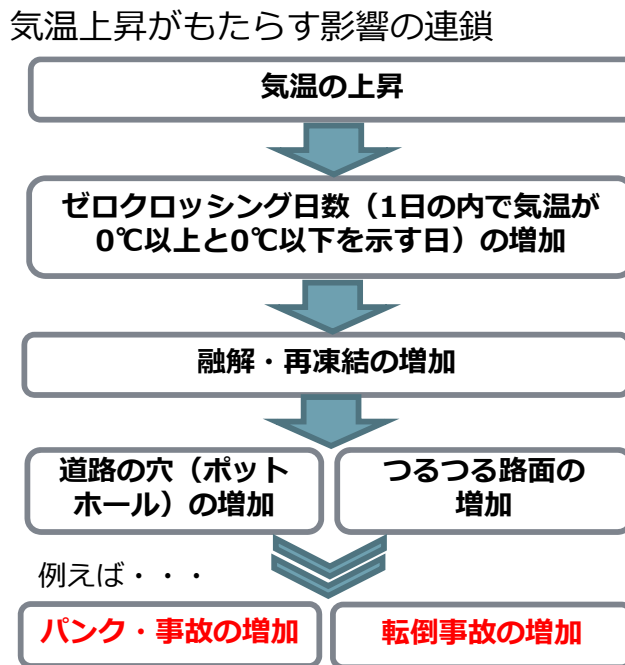 気温上昇がもたらす影響の連鎖
気温の上昇
ゼロクロッシング日数（1日の内で気温が
0℃以上と0℃以下を示す日）の増加
融解・再凍結の増加
道路の穴（ポット
ホール）の増加
つるつる路面の
増加
例えば・・・
パンク・事故の増加
転倒事故の増加